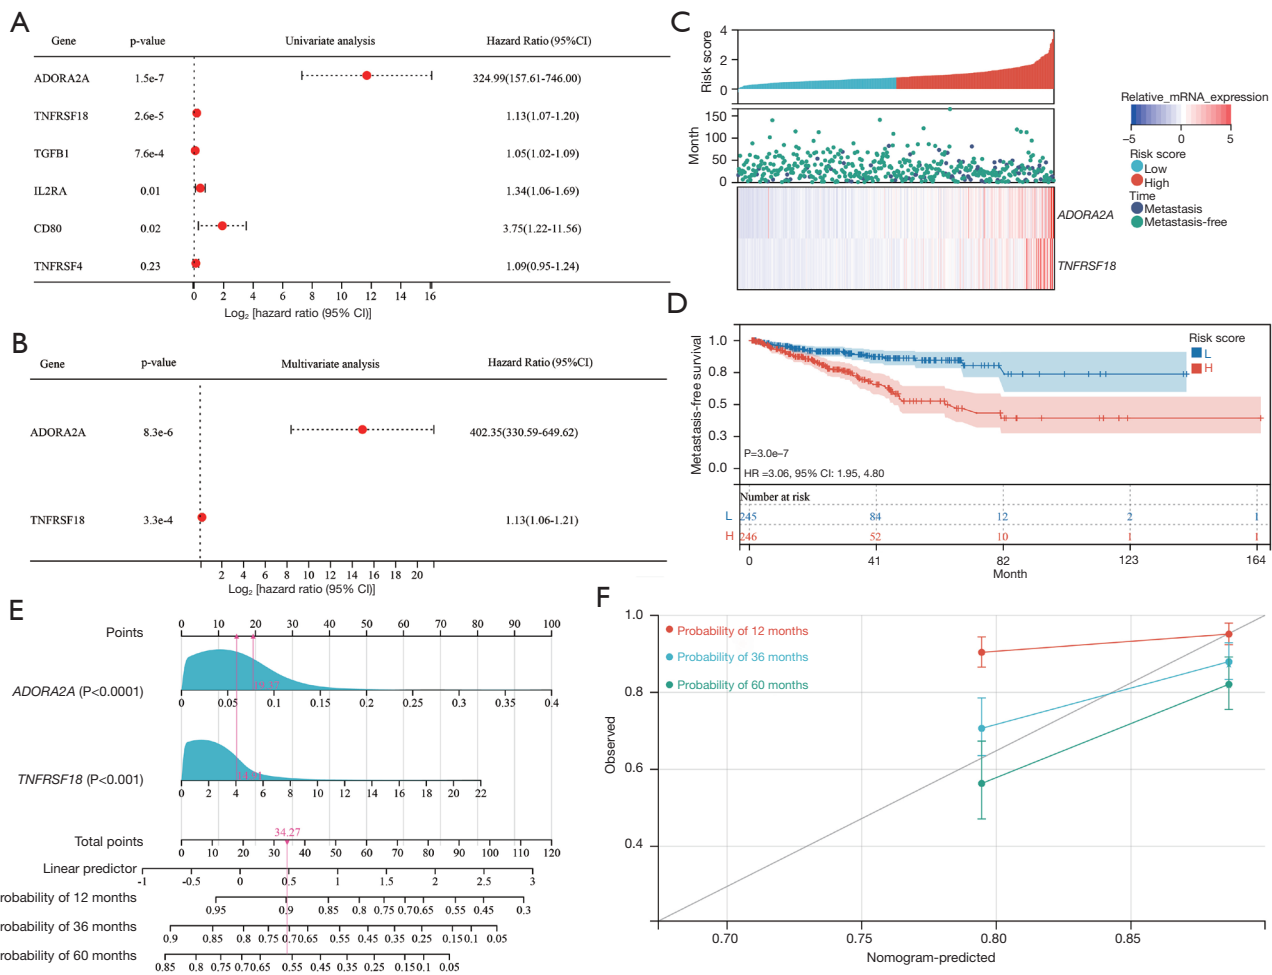 A
Gene p-value Univariate analysis Hazard Ratio (95%CI)
ADORA2A 1.5e-7 324.99(157.61-746.00)
TNFRSF18 2.6e-5 1.13(1.07-1.20)
TGFB1 7.6e-4 1.05(1.02-1.09)
IL2RA 0.01 1.34(1.06-1.69)
CD80 0.02 3.75(1.22-11.56)
TNFRSF4 0.23 1.09(0.95-1.24)
0 2 4 6 8 10 12 14 16
Log2 [hazard ratio (95% CI)]
B
Gene p-value Multivariate analysis Hazard Ratio (95%CI)
ADORA2A 8.3e-6 402.35(330.59-649.62)
TNFRSF18 3.3e-4 1.13(1.06-1.21)
2 4 6 8 10 12 14 16 18 20
Log2 [hazard ratio (95% CI)]
C
Risk score
4
2
0
Month
150
100
50
0
ADORA2A
TNFRSF18
Relative_mRNA_expression
-5 0 5
Risk score
Low
High
Time
Metastasis
Metastasis-free
D
Metastasis-free survival
1.0
0.8
0.5
0.3
0.0
Risk score
L
H
P=3.0e–7
HR =3.06, 95% CI: 1.95, 4.80
Number at risk
L 245 84 12 2 1
H 246 52 10 1 1
0 41 82 123 164
Month
E
Points 0 10 20 30 40 50 60 70 80 90 100
ADORA2A (P<0.0001)
0 0.05 0.1 0.15 0.2 0.25 0.3 0.35 0.4
TNFRSF18 (P<0.001)
0 2 4 6 8 10 12 14 16 18 20 22
34.27
Total points
0 10 20 30 40 50 60 70 80 90 100 110 120
Linear predictor
-1 -0.5 0 0.5 1 1.5 2 2.5 3
robability of 12 months
0.95 0.9 0.85 0.8 0.75 0.70 0.65 0.55 0.45 0.3
robability of 36 months
0.9 0.85 0.8 0.75 0.70 0.65 0.55 0.45 0.35 0.25 0.15 0.1 0.05
robability of 60 months
0.85 0.8 0.75 0.70 0.65 0.55 0.45 0.35 0.25 0.15 0.1 0.05
F
Observed
1.0
0.8
0.6
0.4
Probability of 12 months
Probability of 36 months
Probability of 60 months
0.70 0.75 0.80 0.85
Nomogram-predicted